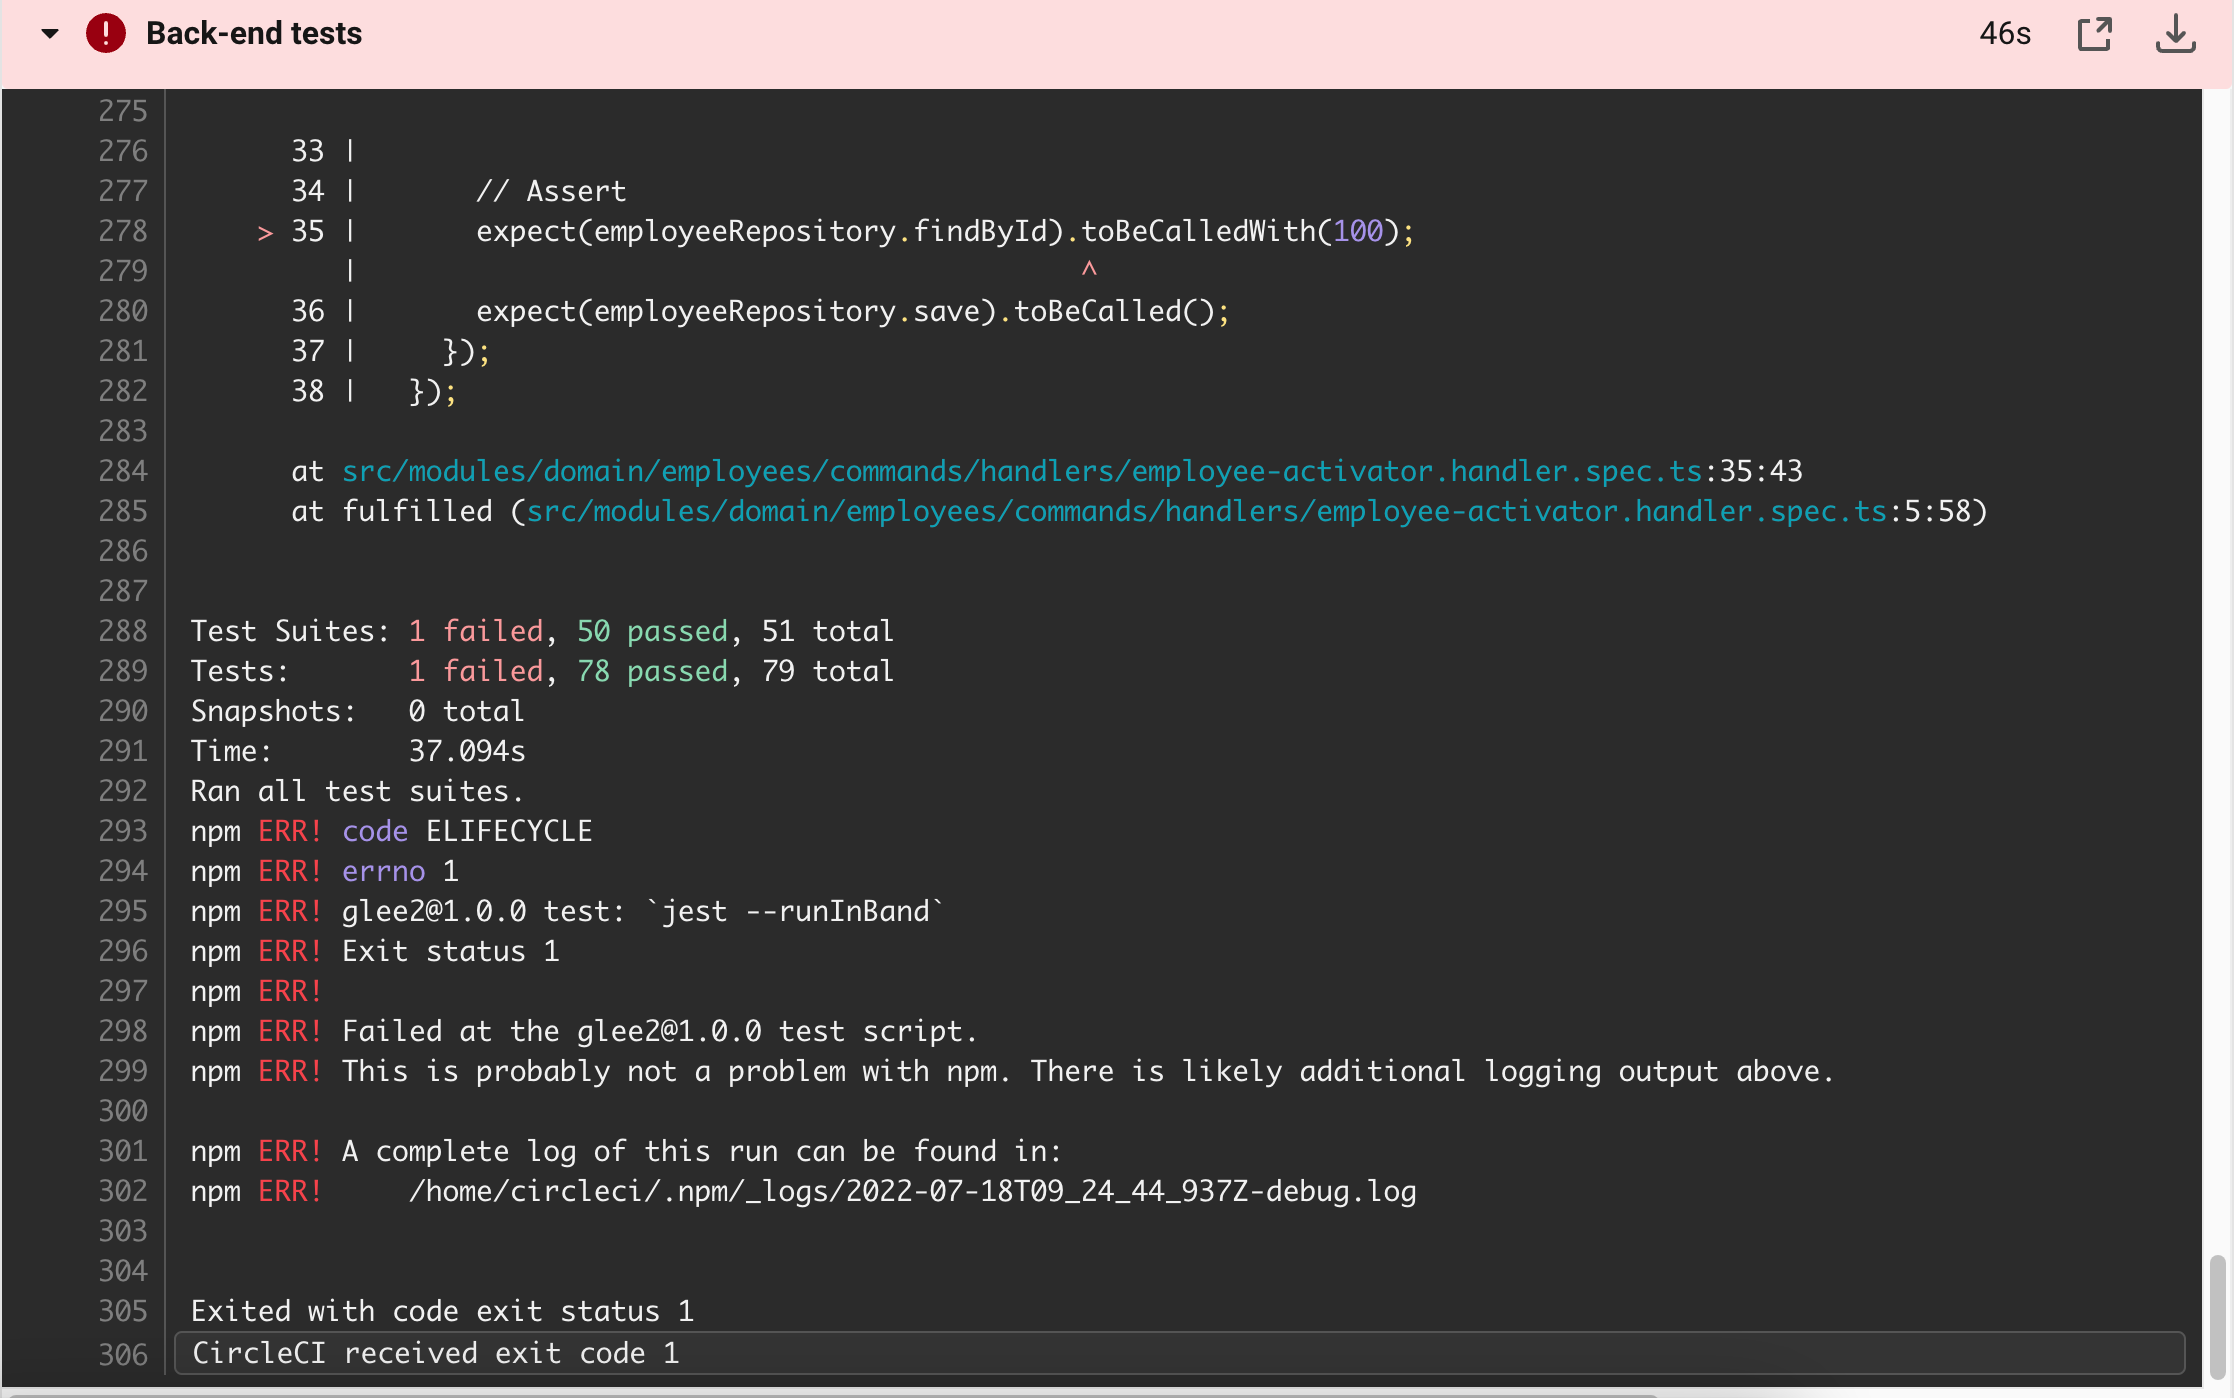 Back-end tests 46s
275
276 33 |
277 34 | // Assert
278 > 35 | expect(employeeRepository.findById).toBeCalledWith(100);
279 | ^
280 36 | expect(employeeRepository.save).toBeCalled();
281 37 | });
282 38 | });
283
284 at src/modules/domain/employees/commands/handlers/employee-activator.handler.spec.ts:35:43
285 at fulfilled (src/modules/domain/employees/commands/handlers/employee-activator.handler.spec.ts:5:58)
286
287
288 Test Suites: 1 failed, 50 passed, 51 total
289 Tests: 1 failed, 78 passed, 79 total
290 Snapshots: 0 total
291 Time: 37.094s
292 Ran all test suites.
293 npm ERR! code ELIFECYCLE
294 npm ERR! errno 1
295 npm ERR! glee2@1.0.0 test: `jest --runInBand`
296 npm ERR! Exit status 1
297 npm ERR!
298 npm ERR! Failed at the glee2@1.0.0 test script.
299 npm ERR! This is probably not a problem with npm. There is likely additional logging output above.
300
301 npm ERR! A complete log of this run can be found in:
302 npm ERR! /home/circleci/.npm/_logs/2022-07-18T09_24_44_937Z-debug.log
303
304
305 Exited with code exit status 1
306 CircleCI received exit code 1